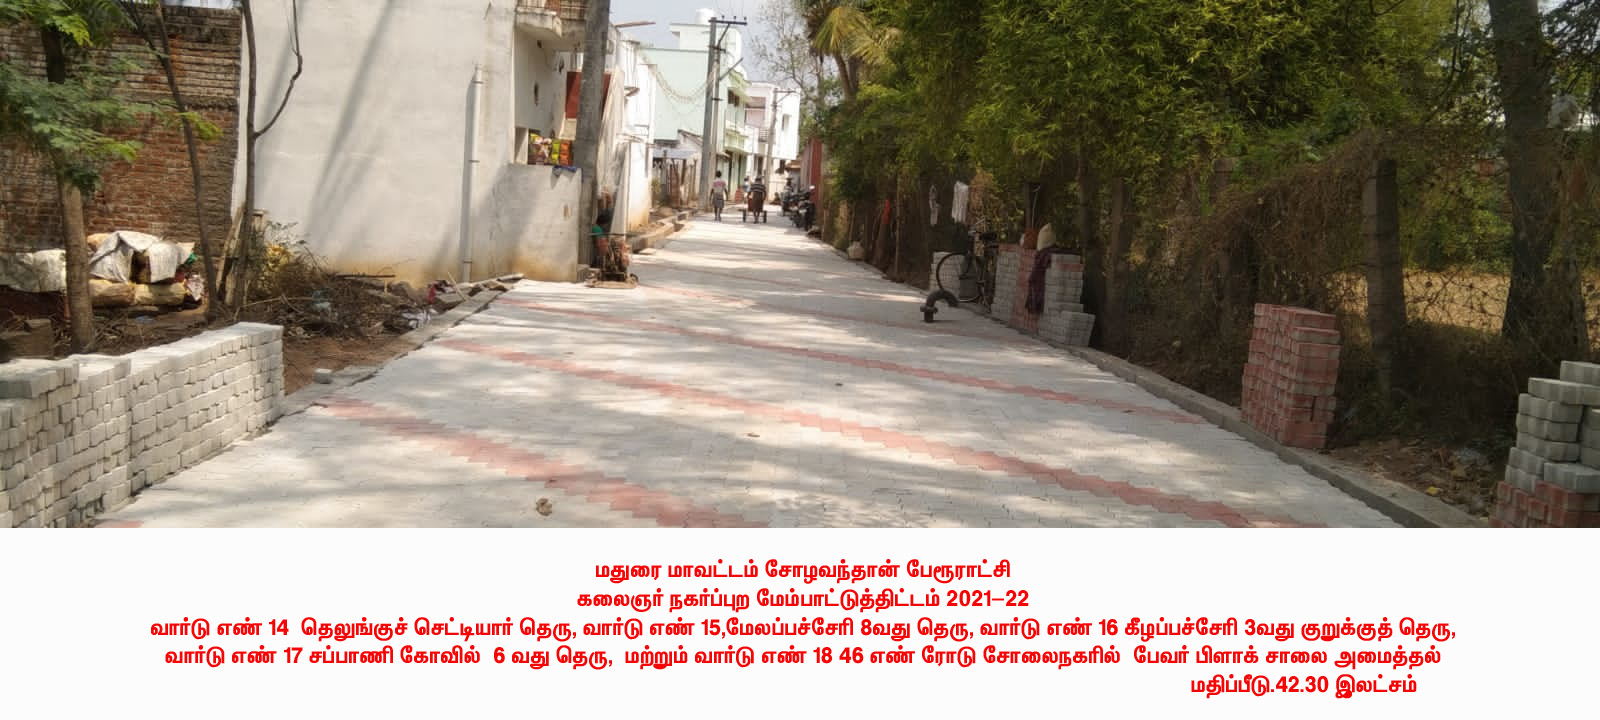 மதுரை மாவட்டம் சோழவந்தான் பேரூராட்சி
கலைஞர் நகர்ப்புற மேம்பாட்டுத்திட்டம் 2021–22
வார்டு எண் 14 தெலுங்குச் செட்டியார் தெரு, வார்டு எண் 15,மேலப்பச்சேரி 8வது தெரு, வார்டு எண் 16 கீழப்பச்சேரி 3வது குறுக்குத் தெரு,
வார்டு எண் 17 சப்பாணி கோவில் 6 வது தெரு, மற்றும் வார்டு எண் 18 46 எண் ரோடு சோலைநகரில் பேவர் பிளாக் சாலை அமைத்தல்
மதிப்பீடு.42.30 இலட்சம்